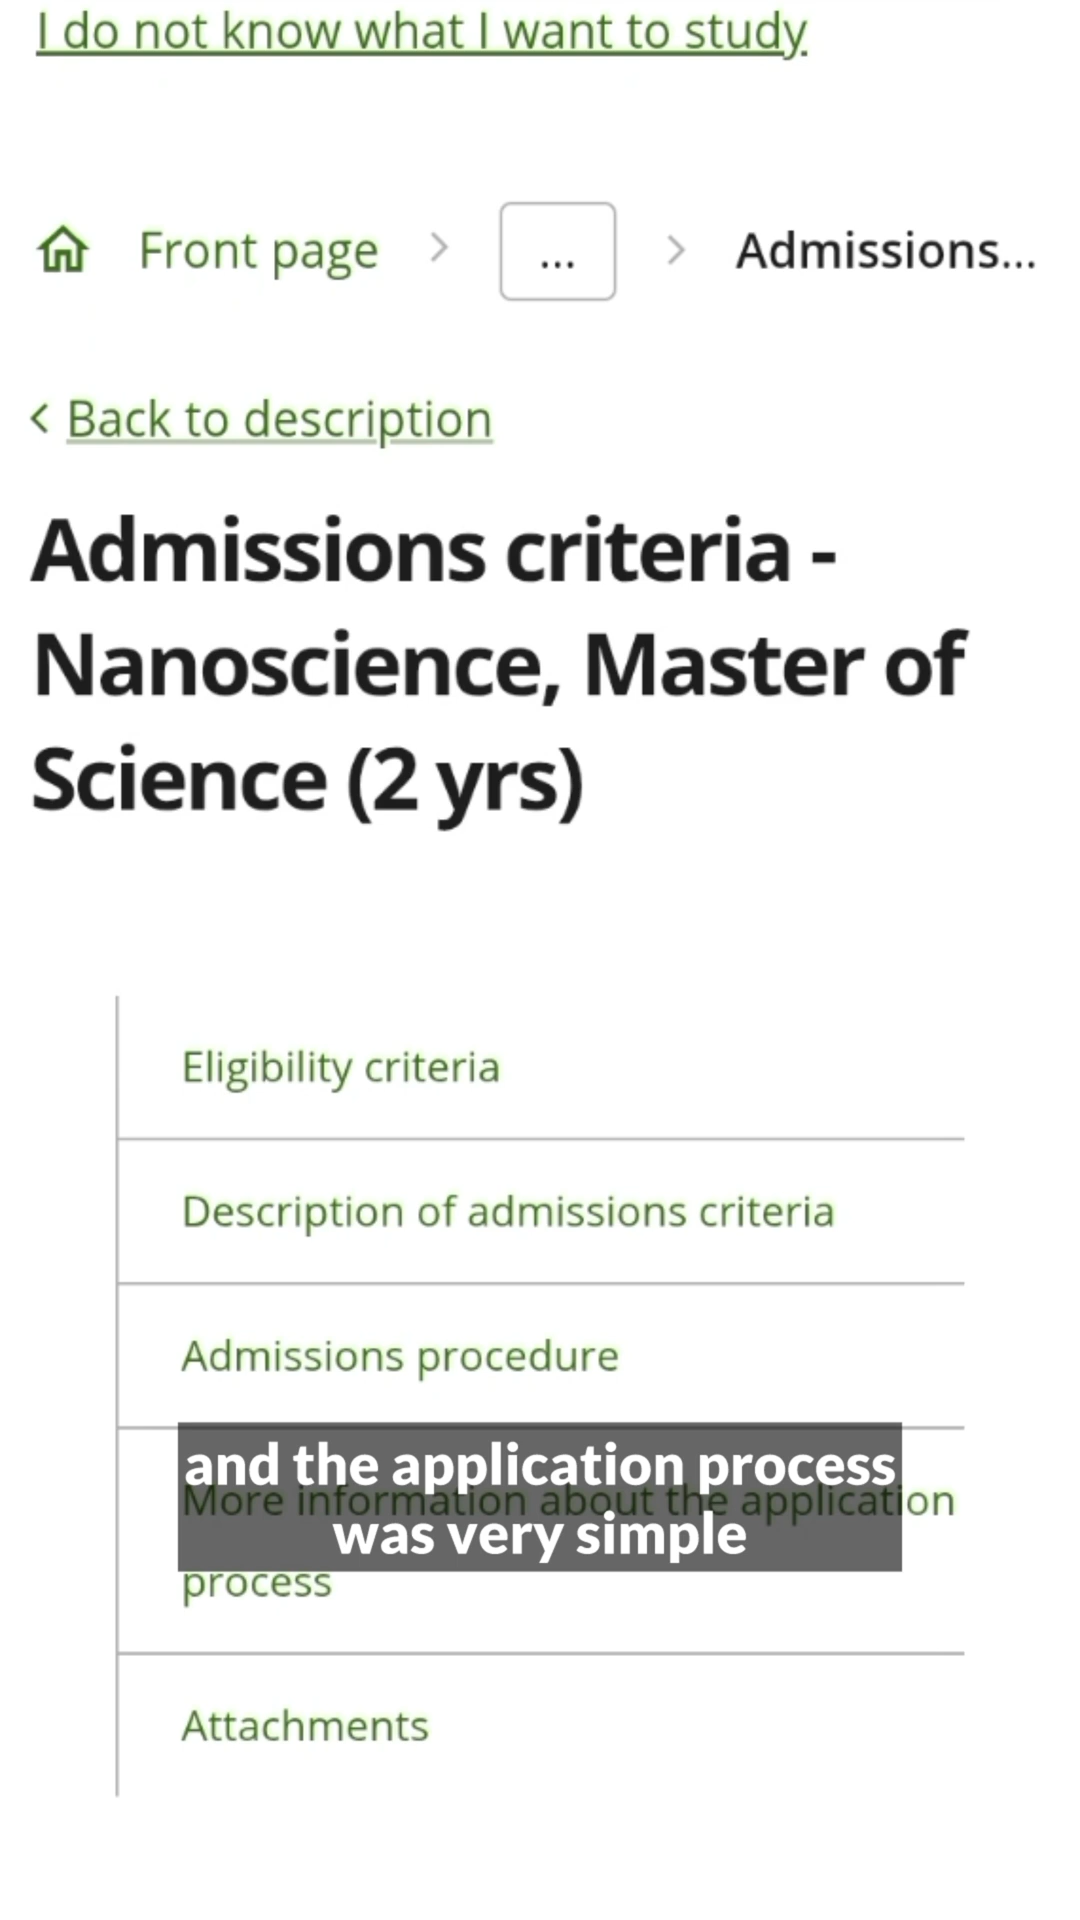 I do not know what I want to study
Front page > ... > Admissions...
< Back to description
Admissions criteria -
Nanoscience, Master of
Science (2 yrs)
Eligibility criteria
Description of admissions criteria
Admissions procedure
and the application process
was very simple
More information about the application
process
Attachments